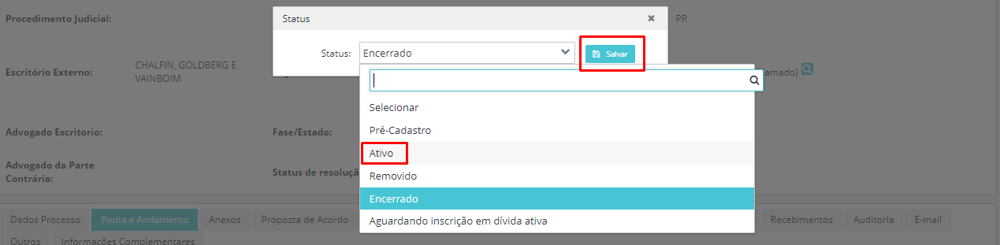 Procedimento Judicial:
Status
PR
Status:
Encerrado
Salvar
Escritório Externo:
CHALFIN, GOLDBERG E
VAINBOIM
amado)
Selecionar
Pré-Cadastro
Advogado Escritorio:
Fase/Estado:
Ativo
Advogado da Parte
Contrária:
Status de resoluçã
Removido
Encerrado
Aguardando inscrição em dívida ativa
Dados Processo
Pauta e Andamento
Anexos
Proposta de Acordo
Recebimentos
Auditoria
E-mail
Outros
Informações Complementares